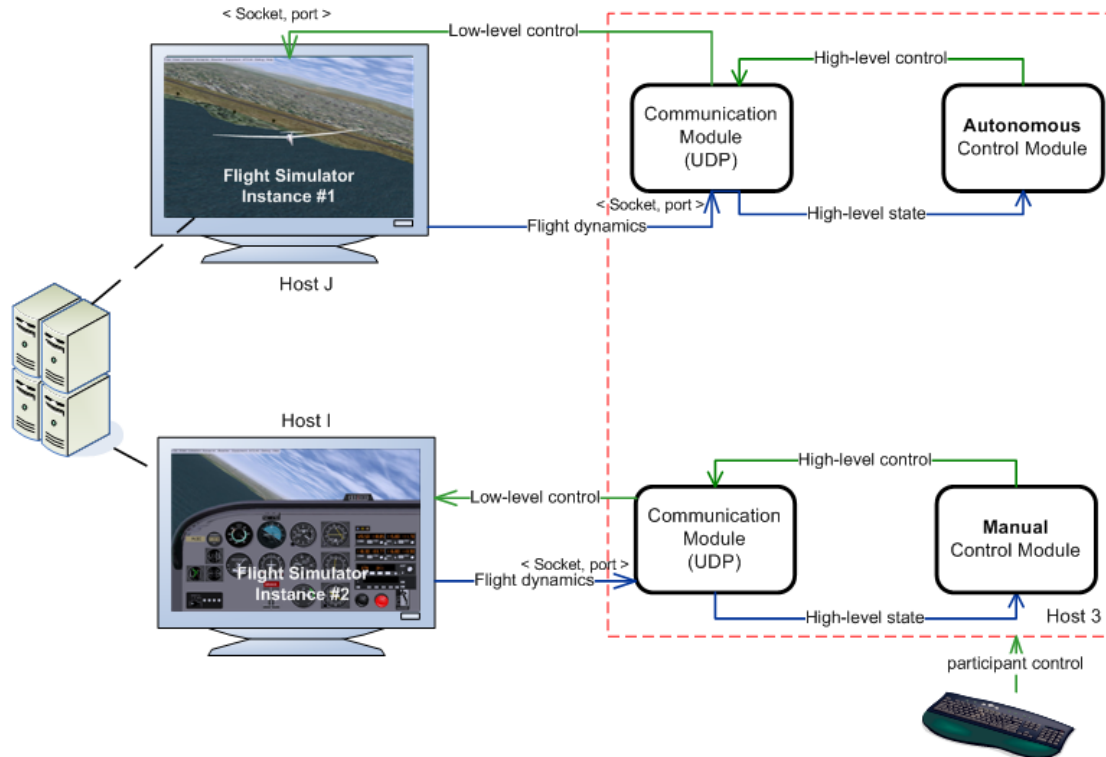 < Socket, port >
Low-level control
High-level control
Communication
Module
(UDP)
Autonomous
Control Module
Flight Simulator
Instance #1
< Socket, port >
Flight dynamics
High-level state
Host J
Host I
High-level control
Low-level control
Communication
Module
(UDP)
Manual
Control Module
< Socket, port >
Flight dynamics
Flight Simulator
Instance #2
High-level state
Host 3
participant control